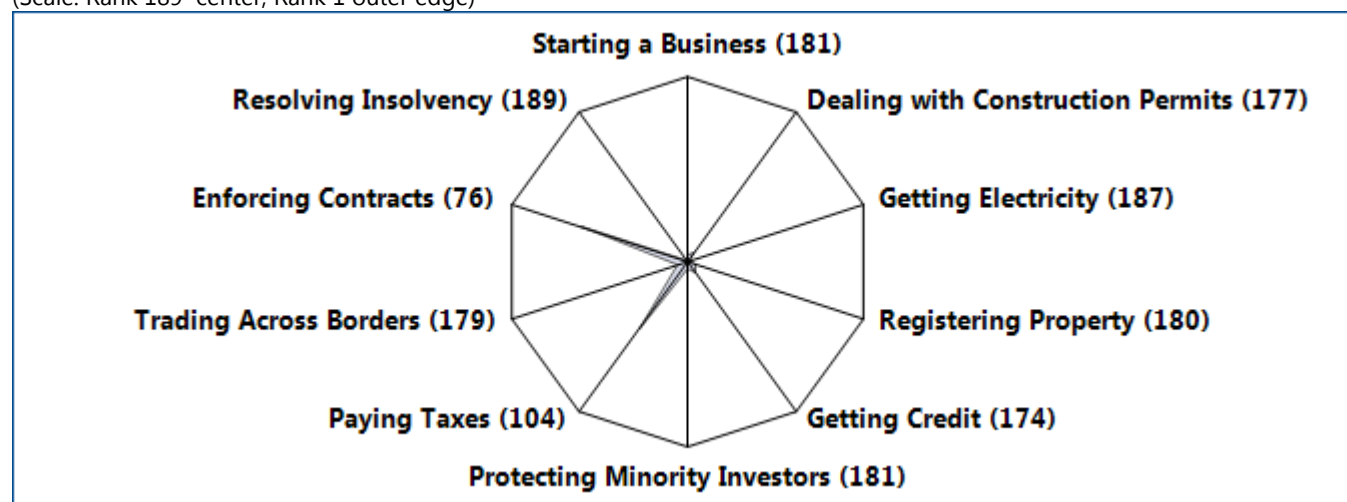 (Scale: Rank 189 center, Rank 1 outer edge)
Starting a Business (181)
Resolving Insolvency (189)
Dealing with Construction Permits (177)
Enforcing Contracts (76)
Getting Electricity (187)
Trading Across Borders (179)
Registering Property (180)
Paying Taxes (104)
Getting Credit (174)
Protecting Minority Investors (181)